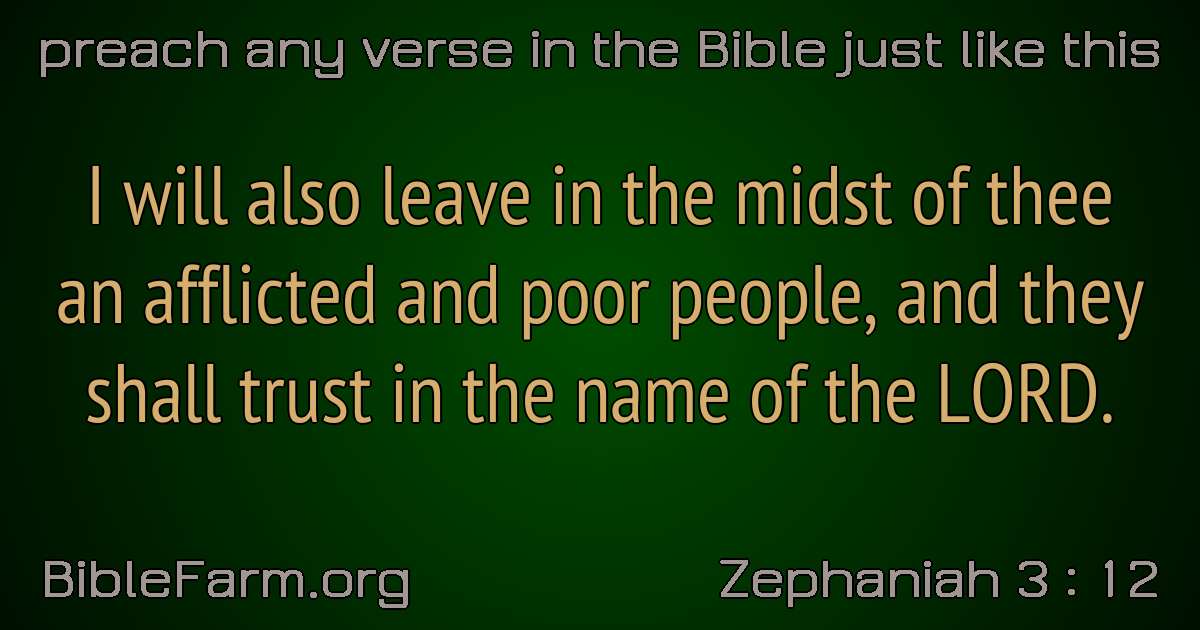 preach any verse in the Bible just like this
I will also leave in the midst of thee
an afflicted and poor people, and they
shall trust in the name of the LORD.
BibleFarm.org
Zephaniah 3 : 12